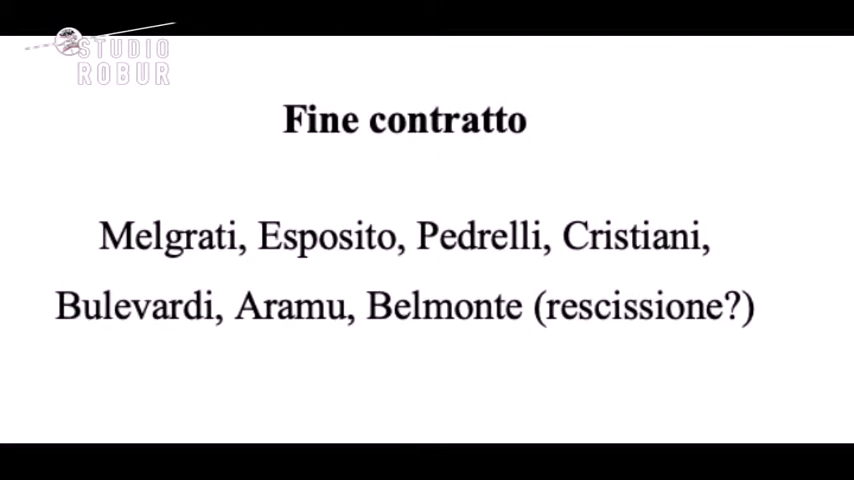 STUDIO
ROBUR
Fine contratto
Melgrati, Esposito, Pedrelli, Cristiani,
Bulevardi, Aramu, Belmonte (rescissione?)